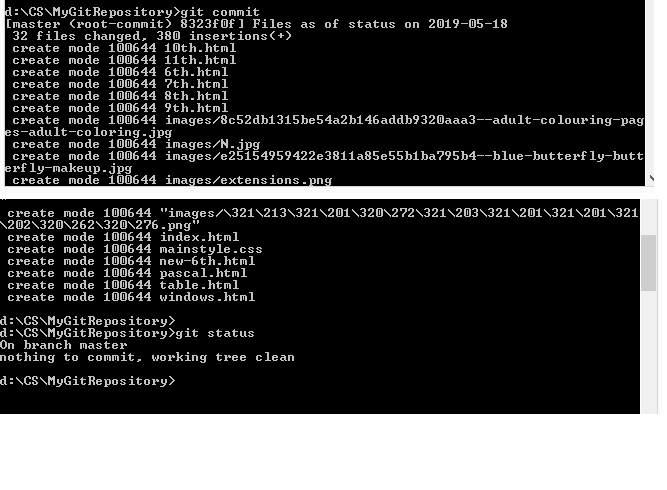 d:\CS\MyGitRepository>git commit
[master (root-commit) 8323f0f] Files as of status on 2019-05-18
 32 files changed, 380 insertions(+)
 create mode 100644 10th.html
 create mode 100644 11th.html
 create mode 100644 6th.html
 create mode 100644 7th.html
 create mode 100644 8th.html
 create mode 100644 9th.html
 create mode 100644 images/8c52db1315be54a2b146addb9320aaa3--adult-colouring-pag
es-adult-coloring.jpg
 create mode 100644 images/N.jpg
 create mode 100644 images/e25154959422e3811a85e55b1ba795b4--blue-butterfly-butt
erfly-makeup.jpg
 create mode 100644 images/extensions.png
 create mode 100644 "images/\321\213\321\201\320\272\321\203\321\201\321\201\321
\202\320\262\320\276.png"
 create mode 100644 index.html
 create mode 100644 mainstyle.css
 create mode 100644 new-6th.html
 create mode 100644 pascal.html
 create mode 100644 table.html
 create mode 100644 windows.html
d:\CS\MyGitRepository>
d:\CS\MyGitRepository>git status
On branch master
nothing to commit, working tree clean
d:\CS\MyGitRepository>